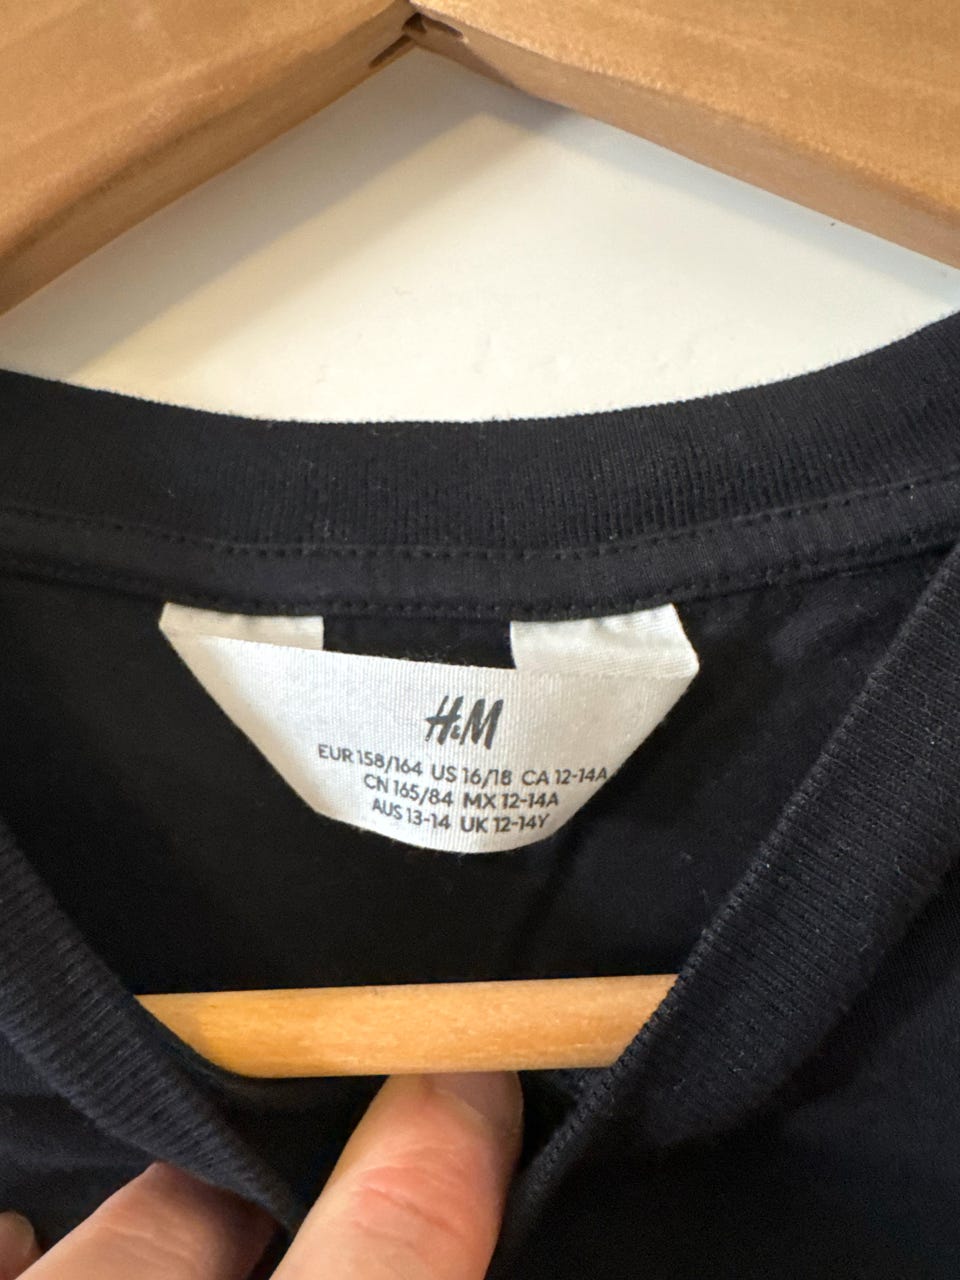 H&M
EUR 158/164 US 16/18 CA 12-14A
CN 165/84 MX 12-14A
AUS 13-14 UK 12-14Y